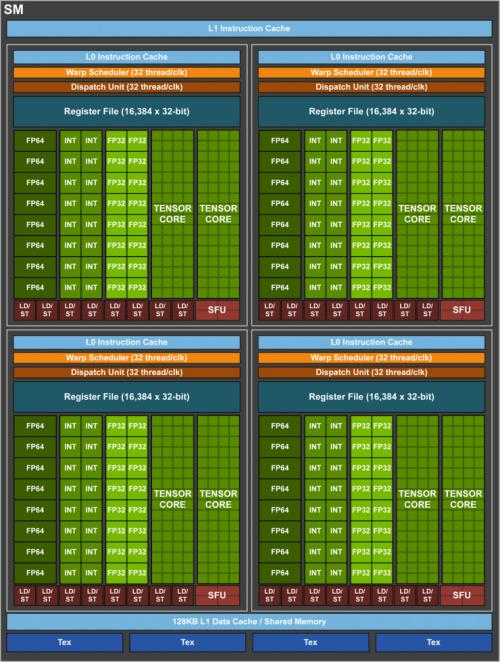 SM
L1 Instruction Cache
L0 Instruction Cache
Warp Scheduler (32 thread/clk)
Dispatch Unit (32 thread/clk)
Register File (16,384 x 32-bit)
FP64 INT INT FP32 FP32
FP64 INT INT FP32 FP32
FP64 INT INT FP32 FP32
FP64 INT INT FP32 FP32
TENSOR TENSOR
CORE CORE
FP64 INT INT FP32 FP32
FP64 INT INT FP32 FP32
FP64 INT INT FP32 FP32
FP64 INT INT FP32 FP32
LD/ LD/ LD/ LD/ LD/ LD/ LD/ LD/
ST ST ST ST ST ST ST ST
SFU
L0 Instruction Cache
Warp Scheduler (32 thread/clk)
Dispatch Unit (32 thread/clk)
Register File (16,384 x 32-bit)
FP64 INT INT FP32 FP32
FP64 INT INT FP32 FP32
FP64 INT INT FP32 FP32
FP64 INT INT FP32 FP32
TENSOR TENSOR
CORE CORE
FP64 INT INT FP32 FP32
FP64 INT INT FP32 FP32
FP64 INT INT FP32 FP32
FP64 INT INT FP32 FP32
LD/ LD/ LD/ LD/ LD/ LD/ LD/ LD/
ST ST ST ST ST ST ST ST
SFU
L0 Instruction Cache
Warp Scheduler (32 thread/clk)
Dispatch Unit (32 thread/clk)
Register File (16,384 x 32-bit)
FP64 INT INT FP32 FP32
FP64 INT INT FP32 FP32
FP64 INT INT FP32 FP32
FP64 INT INT FP32 FP32
TENSOR TENSOR
CORE CORE
FP64 INT INT FP32 FP32
FP64 INT INT FP32 FP32
FP64 INT INT FP32 FP32
FP64 INT INT FP32 FP32
LD/ LD/ LD/ LD/ LD/ LD/ LD/ LD/
ST ST ST ST ST ST ST ST
SFU
L0 Instruction Cache
Warp Scheduler (32 thread/clk)
Dispatch Unit (32 thread/clk)
Register File (16,384 x 32-bit)
FP64 INT INT FP32 FP32
FP64 INT INT FP32 FP32
FP64 INT INT FP32 FP32
FP64 INT INT FP32 FP32
TENSOR TENSOR
CORE CORE
FP64 INT INT FP32 FP32
FP64 INT INT FP32 FP32
FP64 INT INT FP32 FP32
FP64 INT INT FP32 FP32
LD/ LD/ LD/ LD/ LD/ LD/ LD/ LD/
ST ST ST ST ST ST ST ST
SFU
128KB L1 Data Cache / Shared Memory
Tex Tex Tex Tex